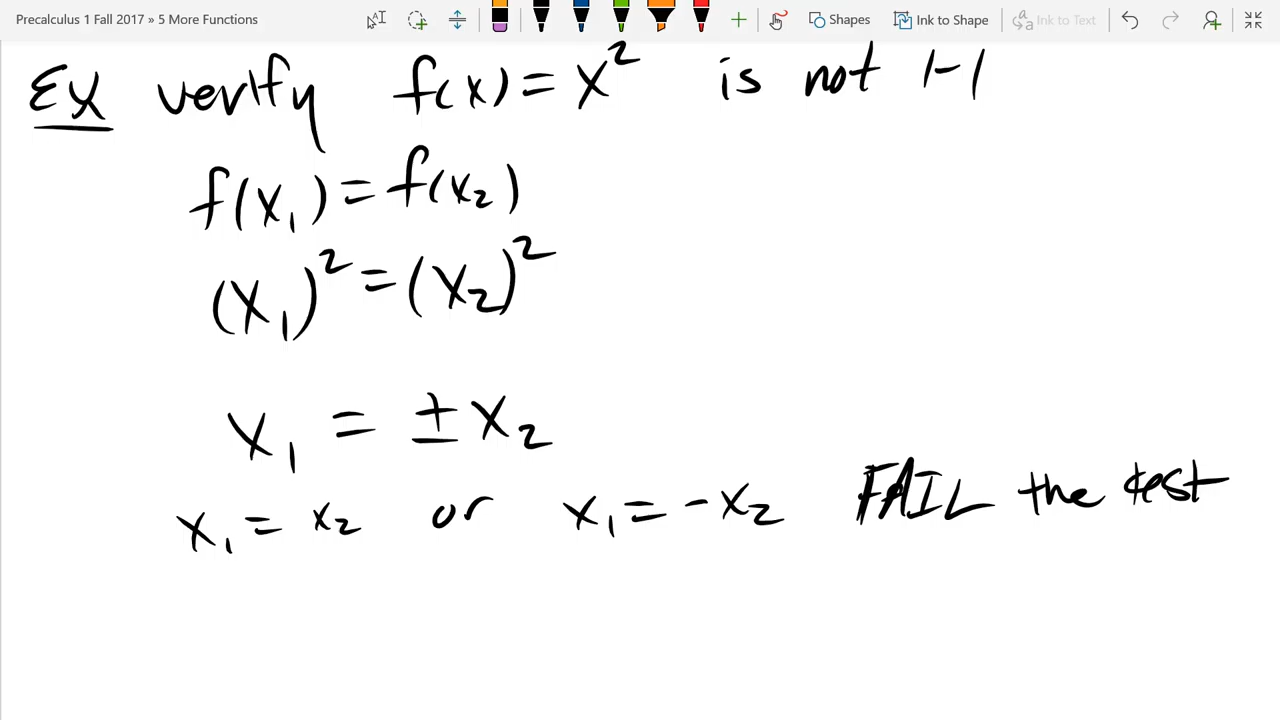 Precalculus 1 Fall 2017 » 5 More Functions
Shapes Ink to Shape Ink to Text
EX verify f(x) = x² is not 1-1
f(x₁) = f(x₂)
(x₁)² = (x₂)²
x₁ = ± x₂
x₁ = x₂ or x₁ = -x₂ FAIL the test